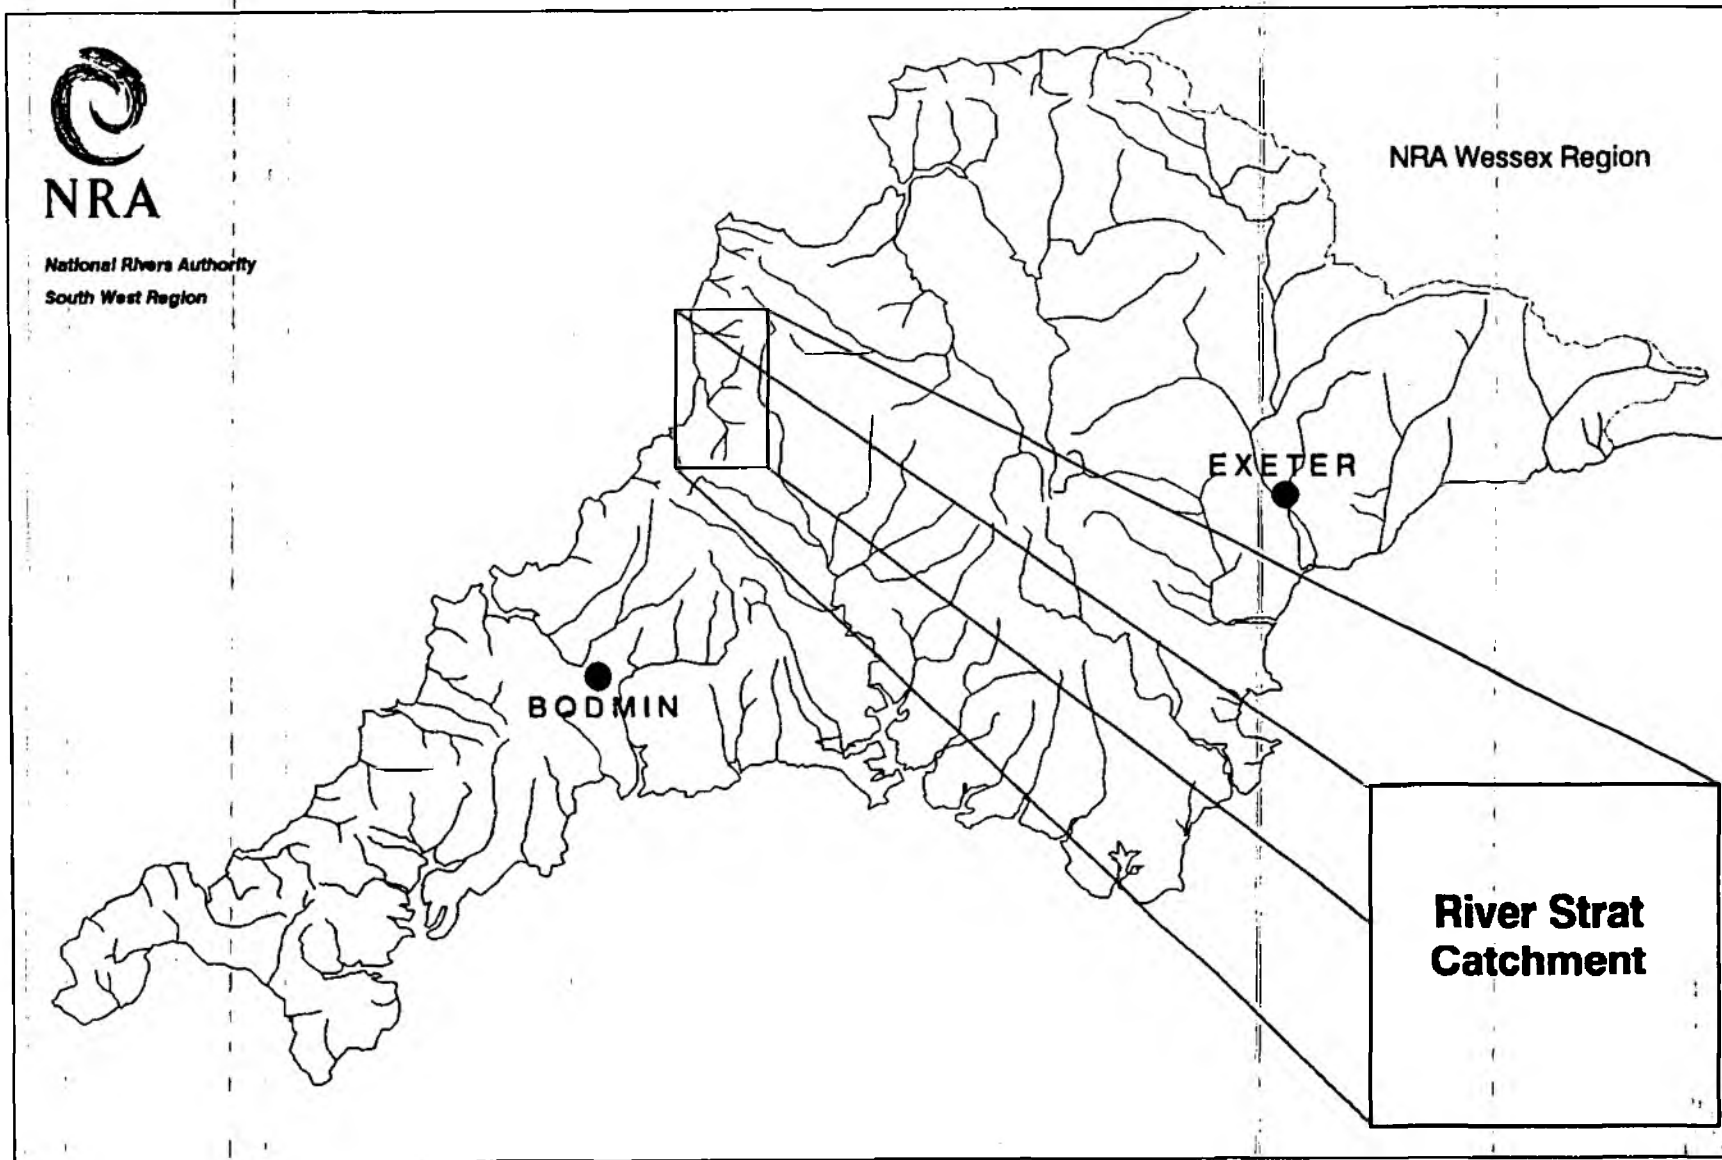 NRA
National Rivers Authority
South West Region
NRA Wessex Region
EXETER
BODMIN
River Strat
Catchment